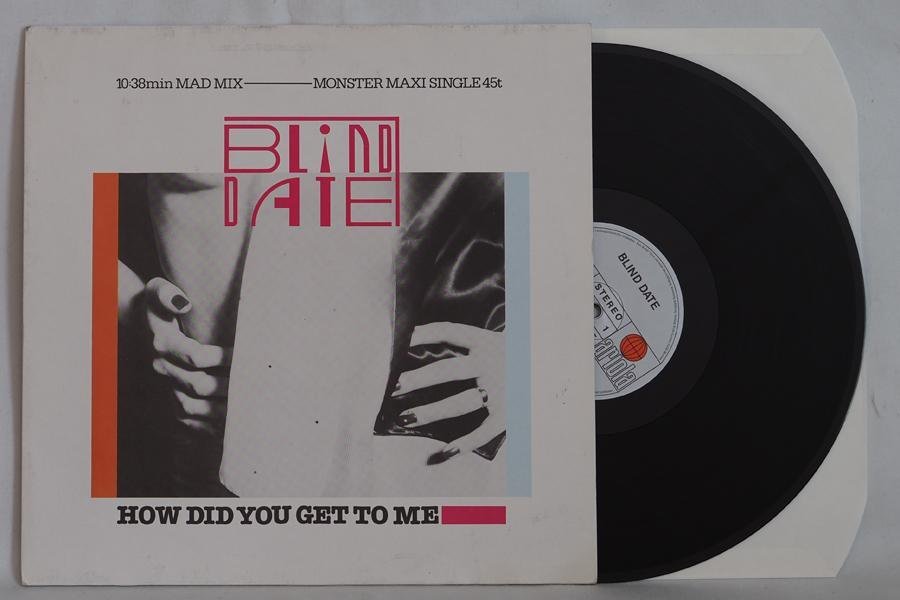 10:38min MAD MIX————MONSTER MAXI SINGLE 45t
BLIND
DATE
HOW DID YOU GET TO ME
BLIND DATE
STEREO
1
ariola